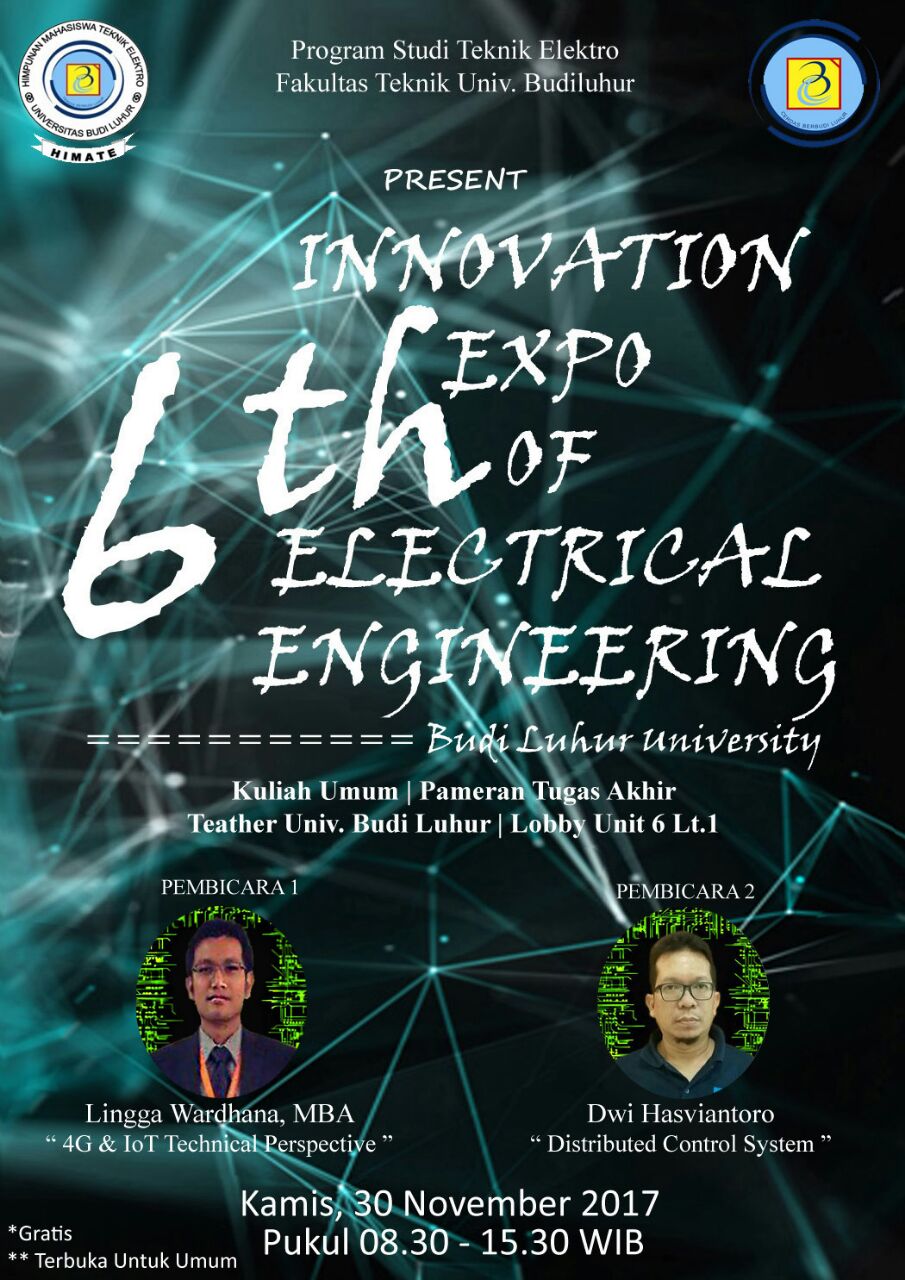 HIMPUNAN MAHASISWA TEKNIK ELEKTRO
UNIVERSITAS BUDI LUHUR
HIMATE
Program Studi Teknik Elektro
Fakultas Teknik Univ. Budiluhur
CERDAS BERBUDI LUHUR
PRESENT
6th
INNOVATION
EXPO
OF
ELECTRICAL
ENGINEERING
=========== Budi Luhur University
Kuliah Umum | Pameran Tugas Akhir
Teather Univ. Budi Luhur | Lobby Unit 6 Lt.1
PEMBICARA 1
Lingga Wardhana, MBA
“ 4G & IoT Technical Perspective ”
PEMBICARA 2
Dwi Hasviantoro
“ Distributed Control System ”
Kamis, 30 November 2017
Pukul 08.30 - 15.30 WIB
*Gratis
** Terbuka Untuk Umum